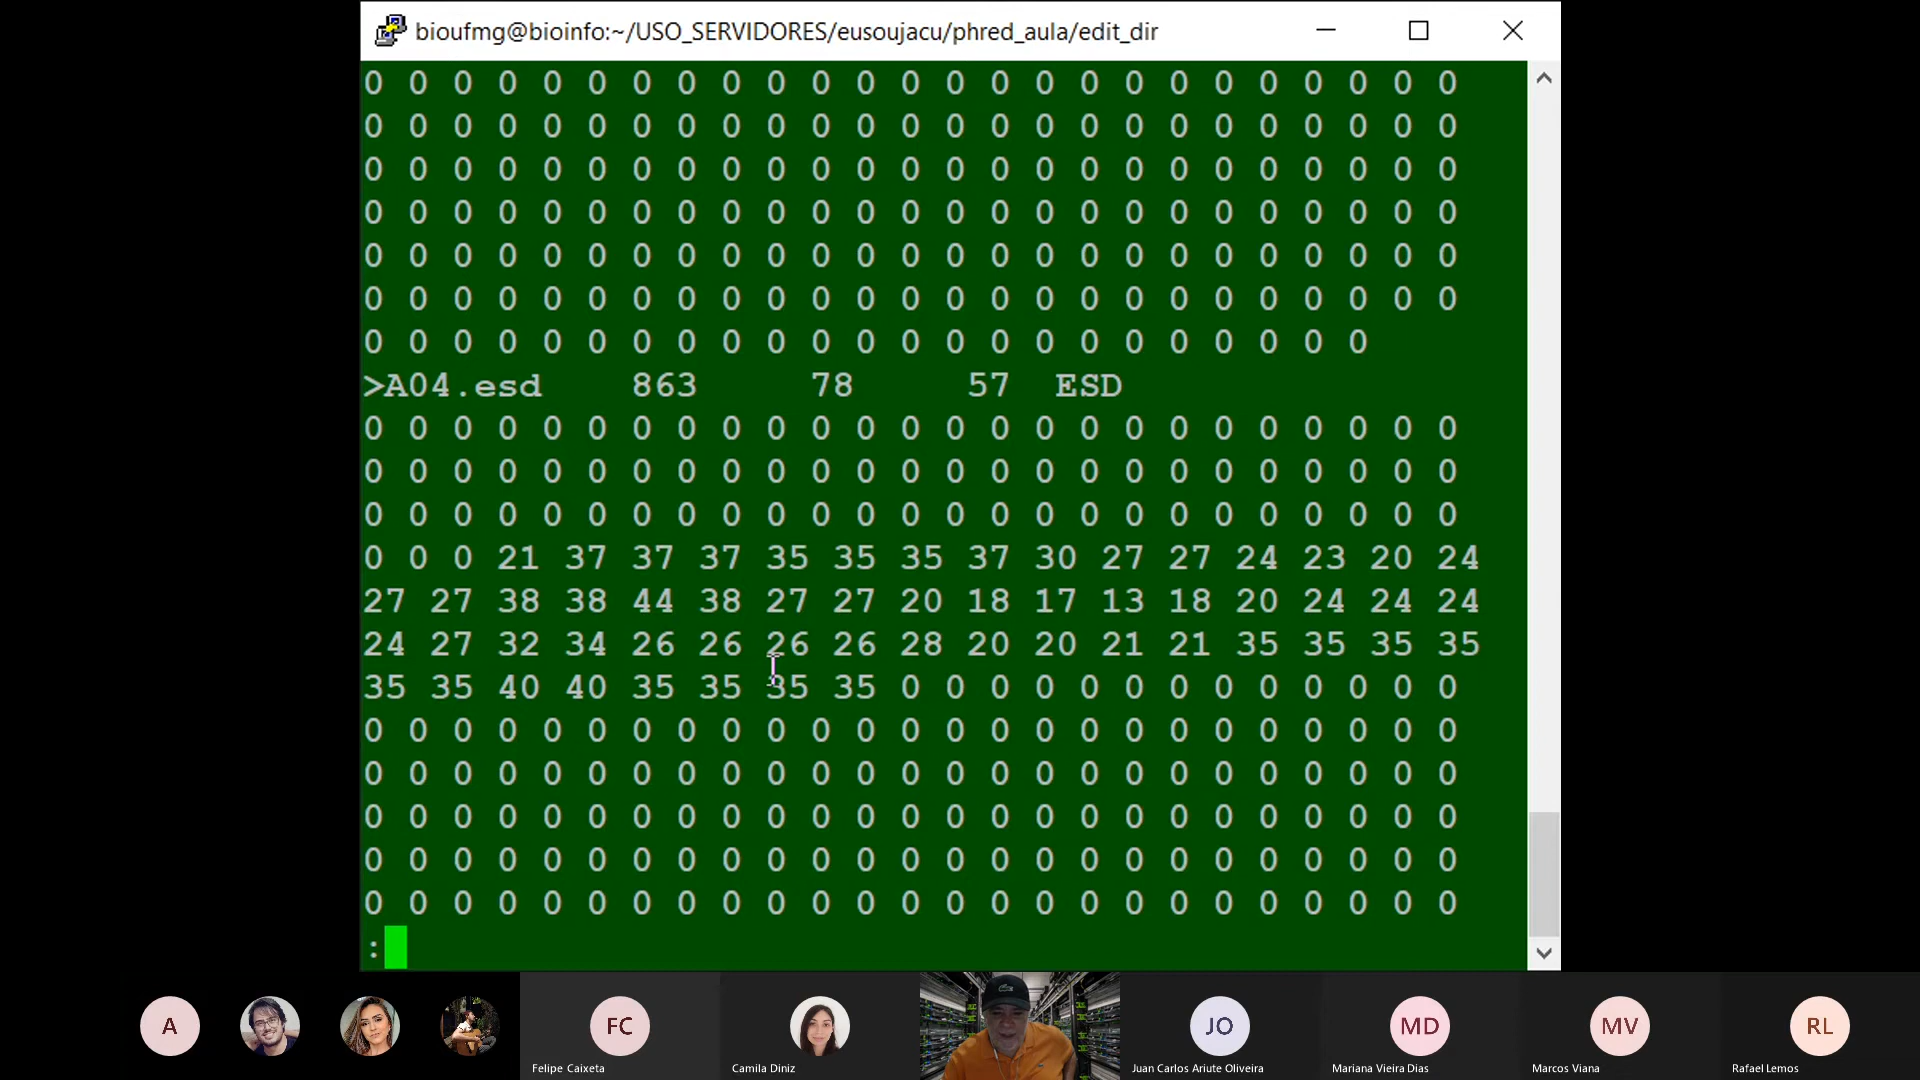 bioufmg@bioinfo:~/USO_SERVIDORES/eusoujacu/phred_aula/edit_dir
0 0 0 0 0 0 0 0 0 0 0 0 0 0 0 0 0 0 0 0 0 0 0 0 0
0 0 0 0 0 0 0 0 0 0 0 0 0 0 0 0 0 0 0 0 0 0 0 0 0
0 0 0 0 0 0 0 0 0 0 0 0 0 0 0 0 0 0 0 0 0 0 0 0 0
0 0 0 0 0 0 0 0 0 0 0 0 0 0 0 0 0 0 0 0 0 0 0 0 0
0 0 0 0 0 0 0 0 0 0 0 0 0 0 0 0 0 0 0 0 0 0 0 0 0
0 0 0 0 0 0 0 0 0 0 0 0 0 0 0 0 0 0 0 0 0 0 0 0 0
0 0 0 0 0 0 0 0 0 0 0 0 0 0 0 0 0 0 0 0 0 0 0
>A04.esd    863     78     57  ESD
0 0 0 0 0 0 0 0 0 0 0 0 0 0 0 0 0 0 0 0 0 0 0 0 0
0 0 0 0 0 0 0 0 0 0 0 0 0 0 0 0 0 0 0 0 0 0 0 0 0
0 0 0 0 0 0 0 0 0 0 0 0 0 0 0 0 0 0 0 0 0 0 0 0 0
0 0 0 21 37 37 37 35 35 35 37 30 27 27 24 23 20 24
27 27 38 38 44 38 27 27 20 18 17 13 18 20 24 24 24
24 27 32 34 26 26 26 26 28 20 20 21 21 35 35 35 35
35 35 40 40 35 35 35 35 0 0 0 0 0 0 0 0 0 0 0 0 0
0 0 0 0 0 0 0 0 0 0 0 0 0 0 0 0 0 0 0 0 0 0 0 0 0
0 0 0 0 0 0 0 0 0 0 0 0 0 0 0 0 0 0 0 0 0 0 0 0 0
0 0 0 0 0 0 0 0 0 0 0 0 0 0 0 0 0 0 0 0 0 0 0 0 0
0 0 0 0 0 0 0 0 0 0 0 0 0 0 0 0 0 0 0 0 0 0 0 0 0
0 0 0 0 0 0 0 0 0 0 0 0 0 0 0 0 0 0 0 0 0 0 0 0 0
:
A FC JO MD MV RL
Felipe Caixeta Camila Diniz Juan Carlos Ariute Oliveira Mariana Vieira Dias Marcos Viana Rafael Lemos